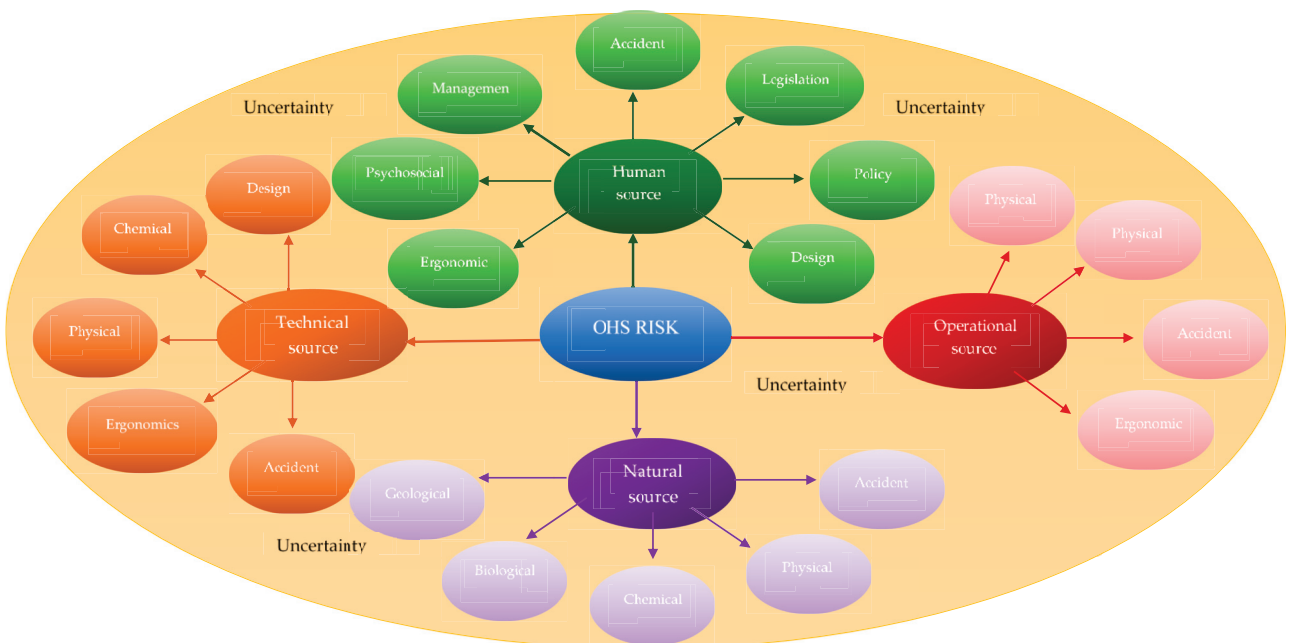 Accident
Legislation
Managemen
Uncertainty
Uncertainty
Human
source
Psychosocial
Policy
Design
Physical
Chemical
Physical
Ergonomic
Design
Technical
source
OHS RISK
Operational
source
Physical
Accident
Uncertainty
Ergonomics
Ergonomic
Accident
Natural
source
Geological
Accident
Uncertainty
Biological
Physical
Chemical